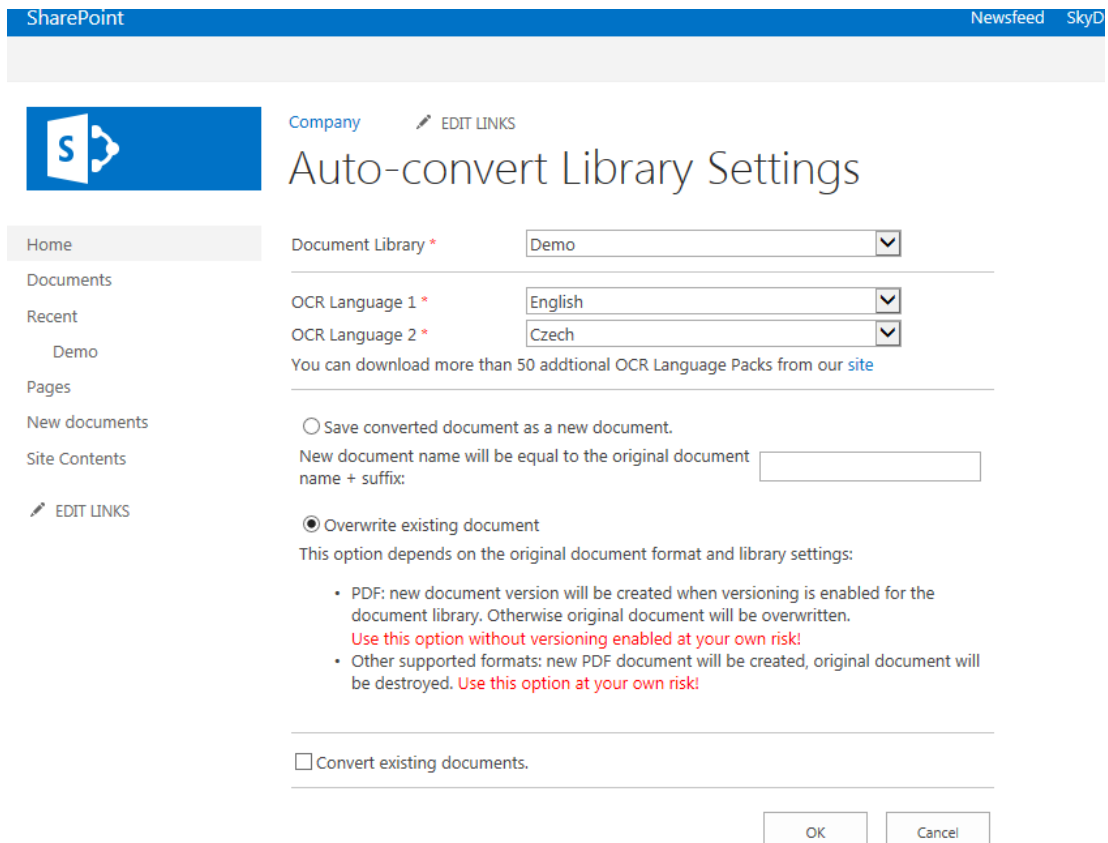 SharePoint Newsfeed SkyD
S
Company EDIT LINKS
Auto-convert Library Settings
Home
Documents
Recent
Demo
Pages
New documents
Site Contents
EDIT LINKS
Document Library * Demo
OCR Language 1 * English
OCR Language 2 * Czech
You can download more than 50 addtional OCR Language Packs from our site
Save converted document as a new document.
New document name will be equal to the original document
name + suffix:
Overwrite existing document
This option depends on the original document format and library settings:
• PDF: new document version will be created when versioning is enabled for the
document library. Otherwise original document will be overwritten.
Use this option without versioning enabled at your own risk!
• Other supported formats: new PDF document will be created, original document will
be destroyed. Use this option at your own risk!
Convert existing documents.
OK Cancel